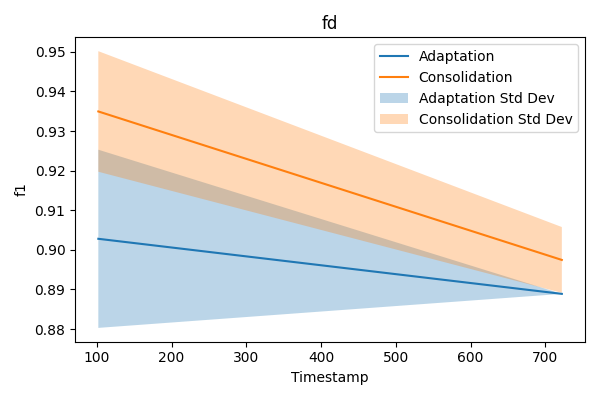 fd
f1
0.95
0.94
0.93
0.92
0.91
0.90
0.89
0.88
Adaptation
Consolidation
Adaptation Std Dev
Consolidation Std Dev
100 200 300 400 500 600 700
Timestamp